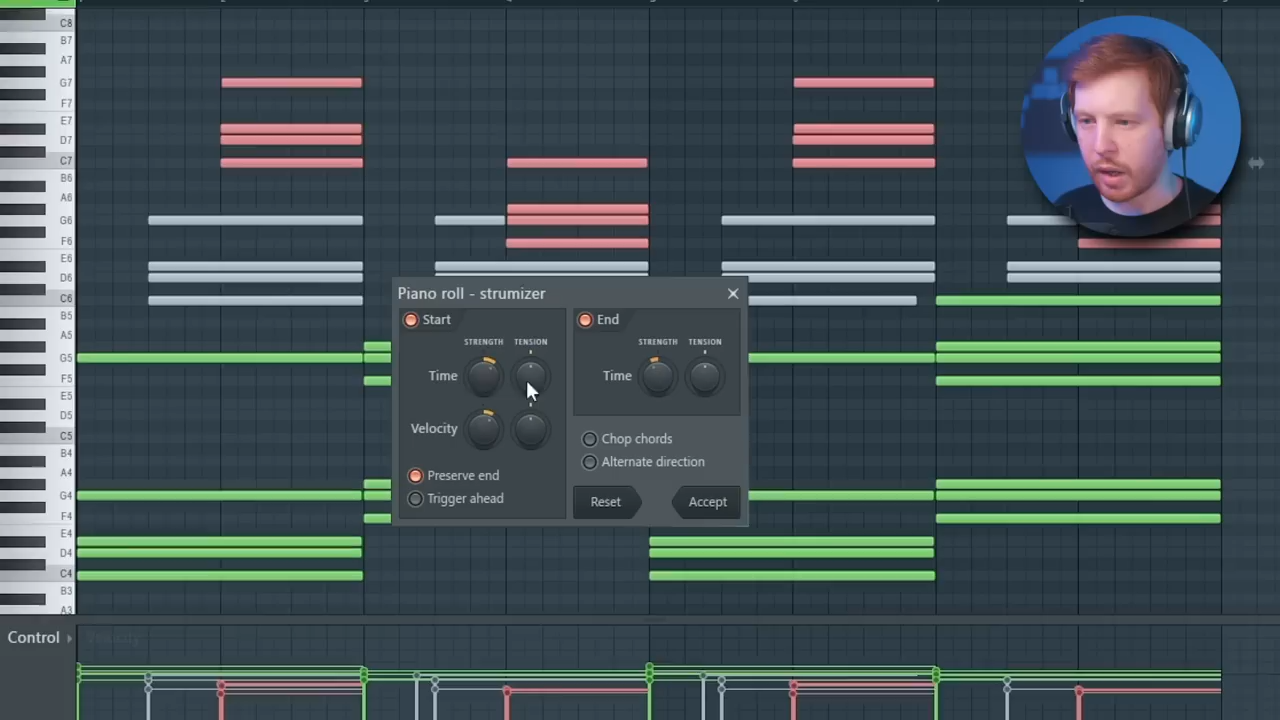 C8
B7
A7
G7
F7
E7
D7
C7
B6
A6
G6
F6
E6
D6
C6
B5
A5
G5
F5
E5
D5
C5
B4
A4
G4
F4
E4
D4
C4
B3
A3
Piano roll - strumizer
Start
STRENGTH TENSION
Time
Velocity
Preserve end
Trigger ahead
End
STRENGTH TENSION
Time
Chop chords
Alternate direction
Reset
Accept
Control
Velocity